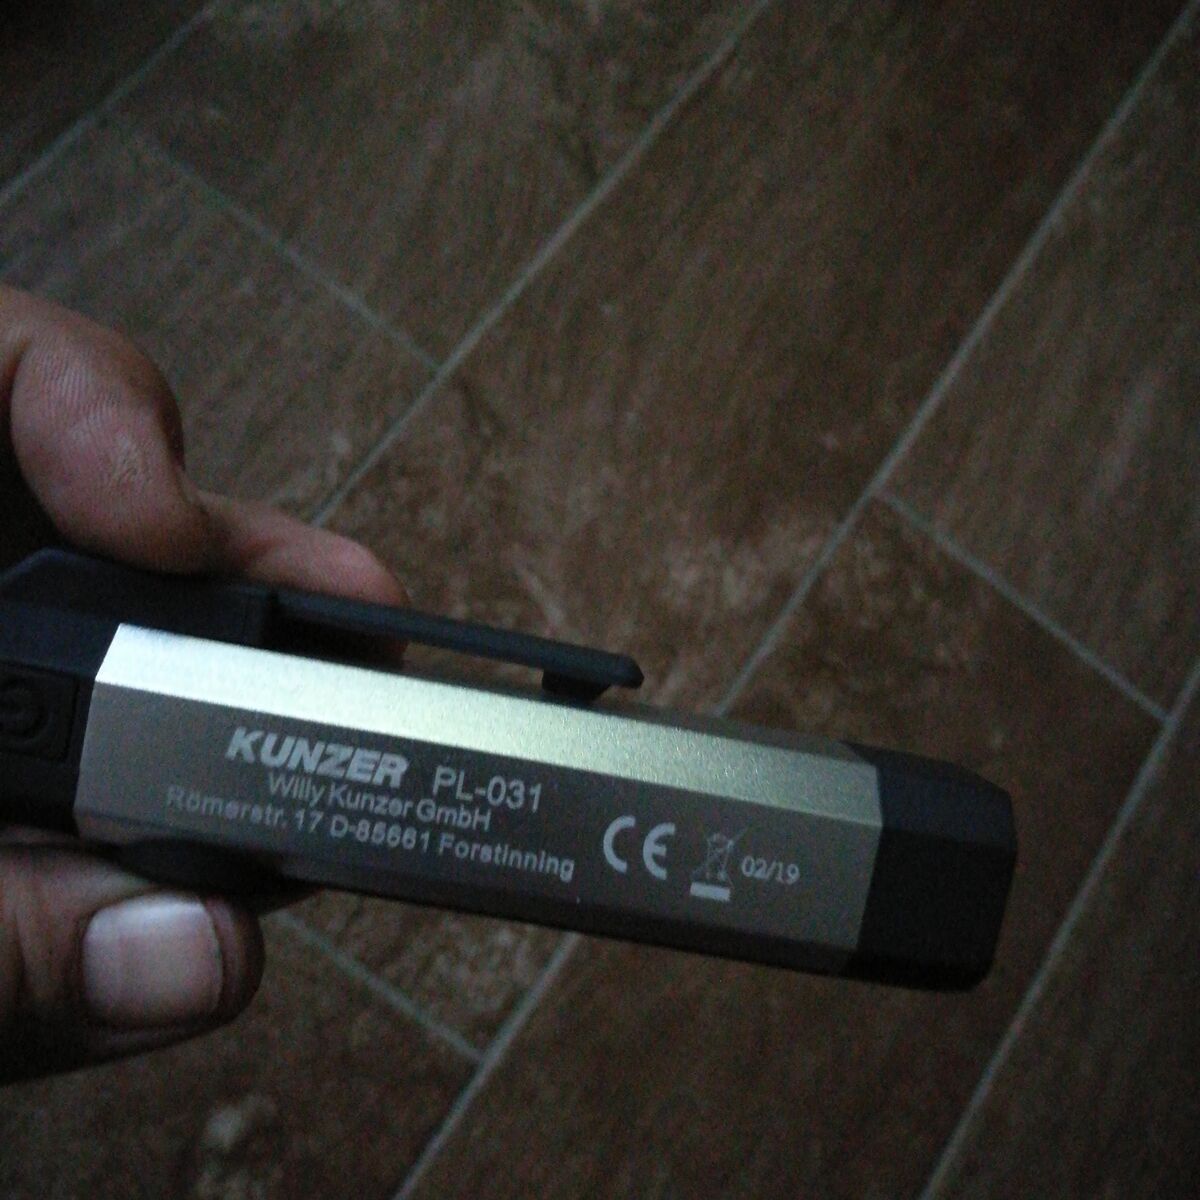 KUNZER PL-031
Willy Kunzer GmbH
Römerstr. 17 D-85661 Forstinning
CE 02/19